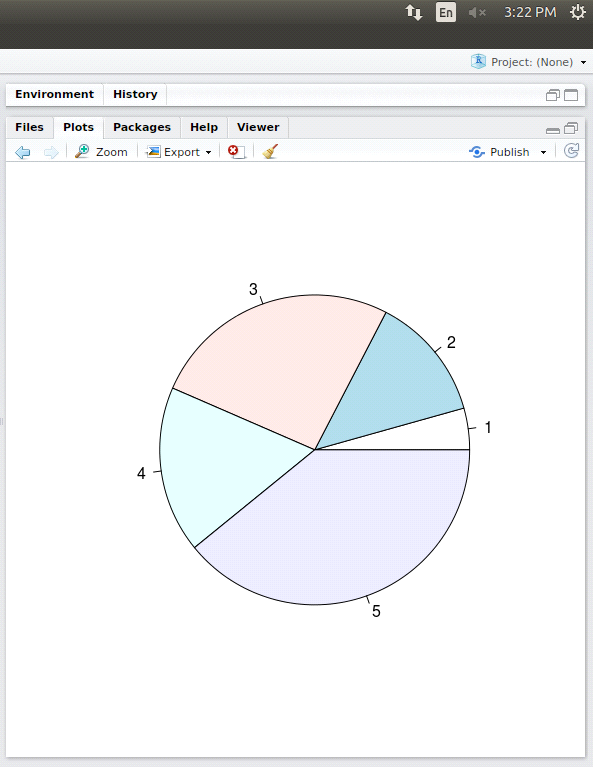 En 3:22 PM
Project: (None)
Environment History
Files Plots Packages Help Viewer
Zoom Export Publish
3
2
1
4
5